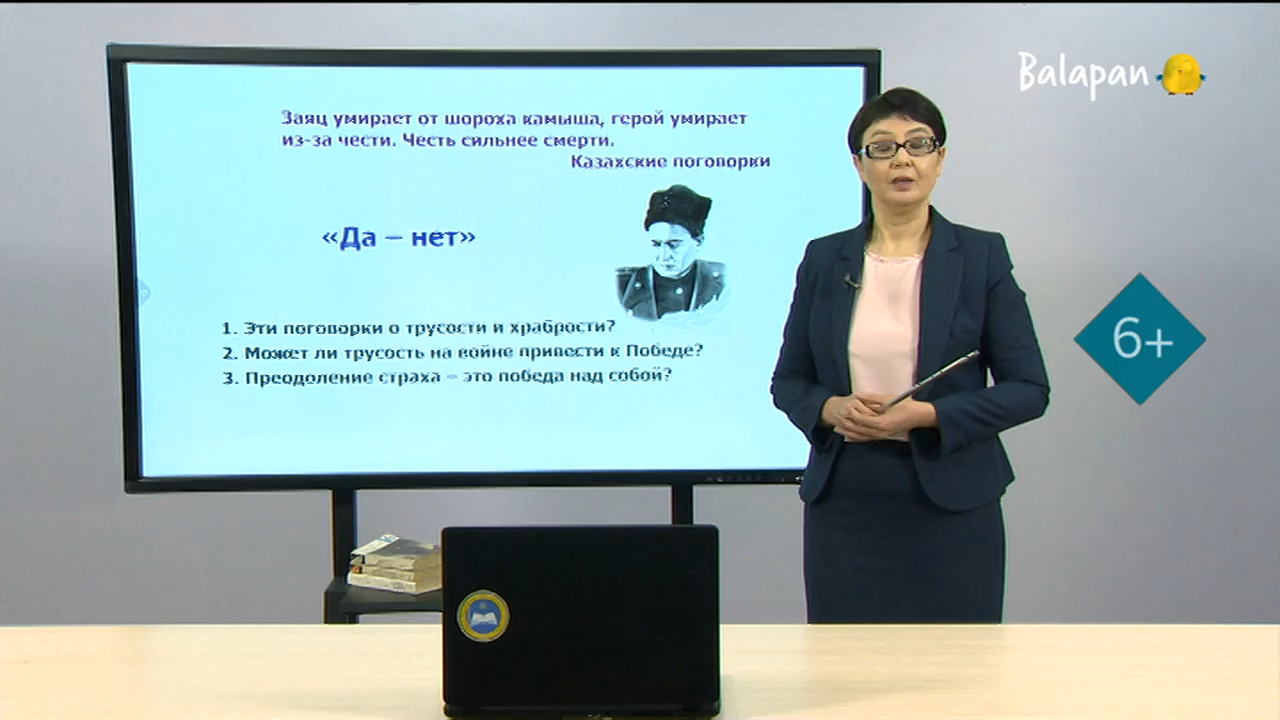 Balapan
Заяц умирает от шороха камыша, герой умирает
из-за чести. Честь сильнее смерти.
Казахские поговорки
«Да – нет»
6+
1. Эти поговорки о трусости и храбрости?
2. Может ли трусость на войне привести к Победе?
3. Преодоление страха – это победа над собой?